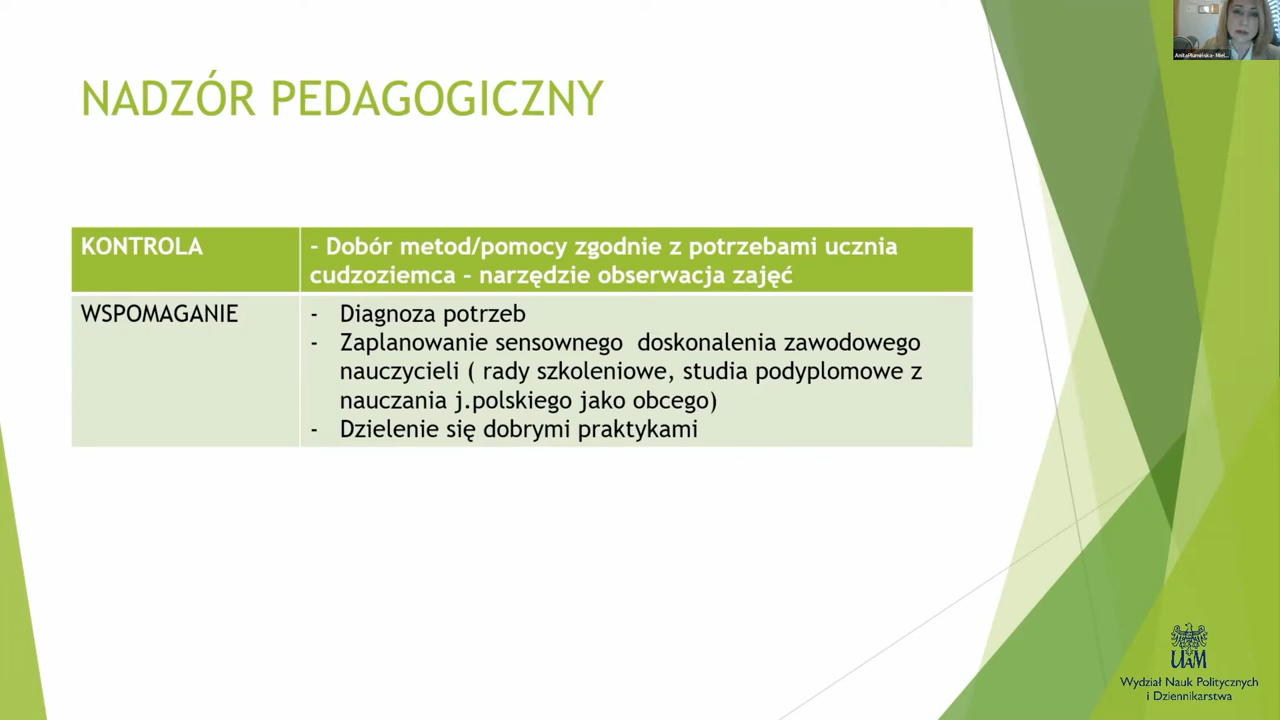 NADZÓR PEDAGOGICZNY
KONTROLA
- Dobór metod/pomocy zgodnie z potrzebami ucznia
cudzoziemca - narzędzie obserwacja zajęć
WSPOMAGANIE
- Diagnoza potrzeb
- Zaplanowanie sensownego doskonalenia zawodowego
nauczycieli ( rady szkoleniowe, studia podyplomowe z
nauczania j.polskiego jako obcego)
- Dzielenie się dobrymi praktykami
UAM
Wydział Nauk Politycznych
i Dziennikarstwa